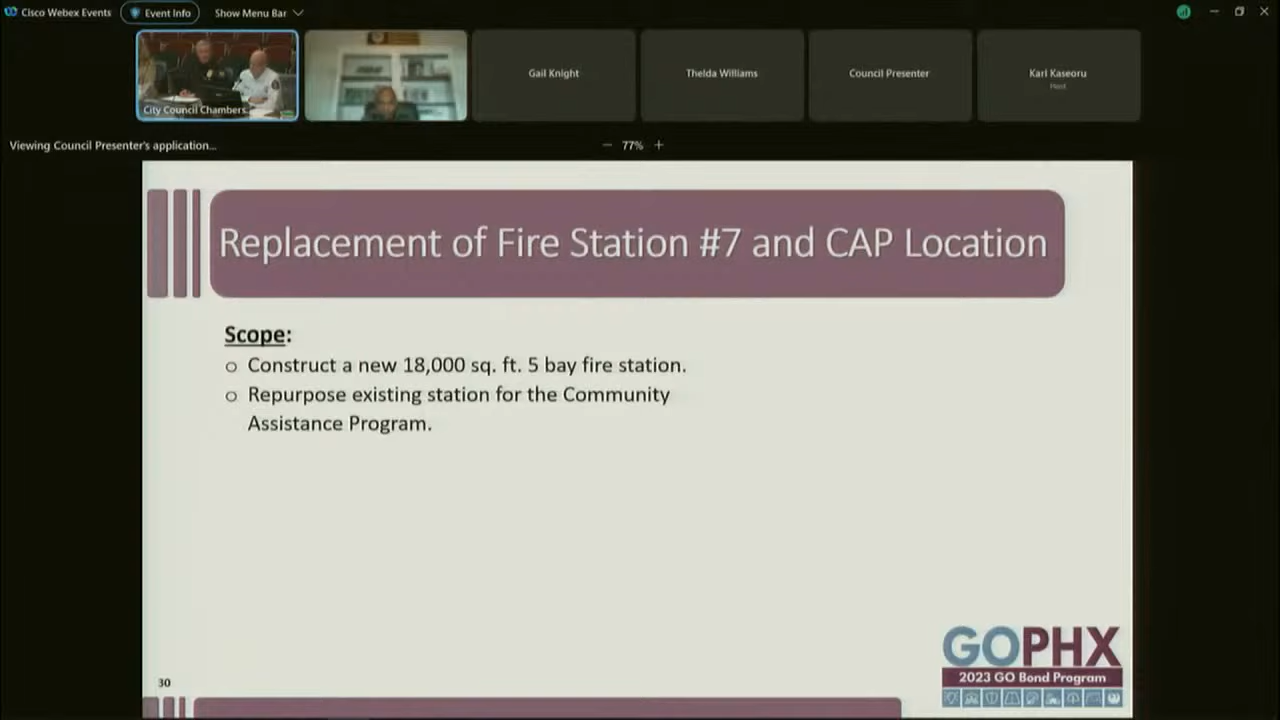 Cisco Webex Events
Event Info
Show Menu Bar
City Council Chambers
Gail Knight
Thelda Williams
Council Presenter
Karl Kaseoru
Host
Viewing Council Presenter's application...
77%
Replacement of Fire Station #7 and CAP Location
Scope:
o Construct a new 18,000 sq. ft. 5 bay fire station.
o Repurpose existing station for the Community
Assistance Program.
30
GOPHX
2023 GO Bond Program